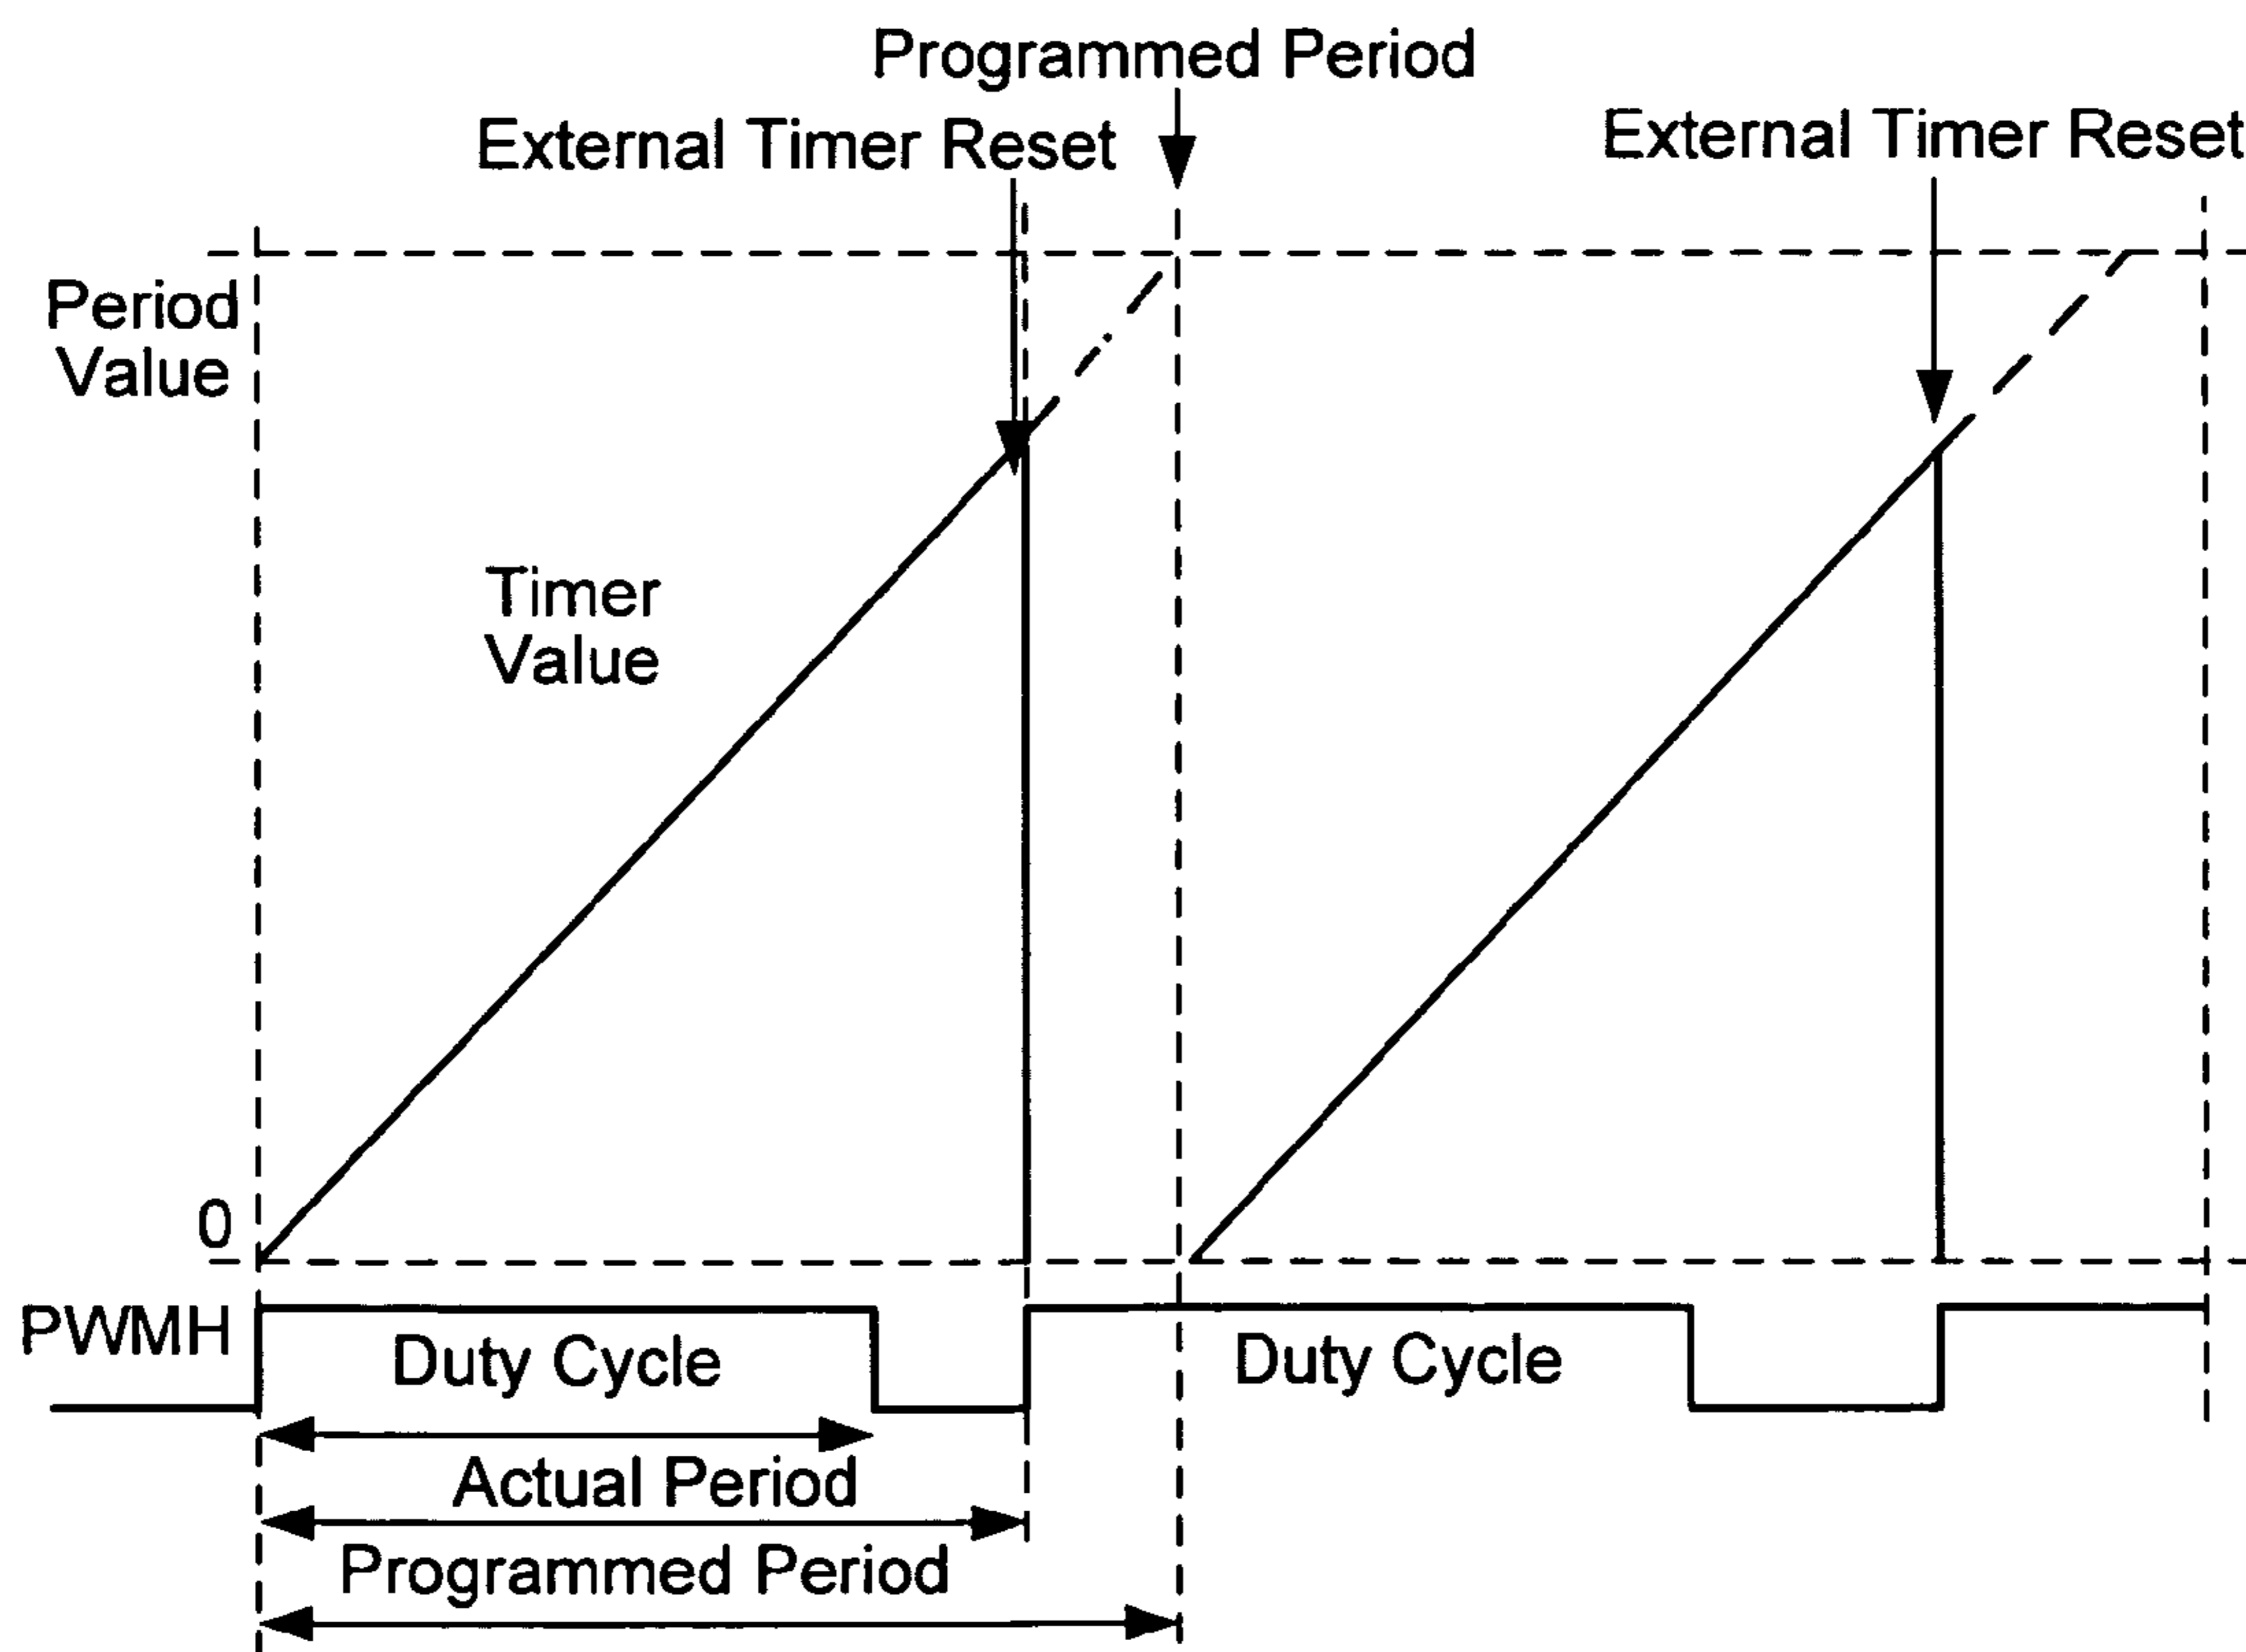 Programmed Period
External Timer Reset
External Timer Reset
Period
Value
Timer
Value
0
PWMH
Duty Cycle
Duty Cycle
Actual Period
Programmed Period